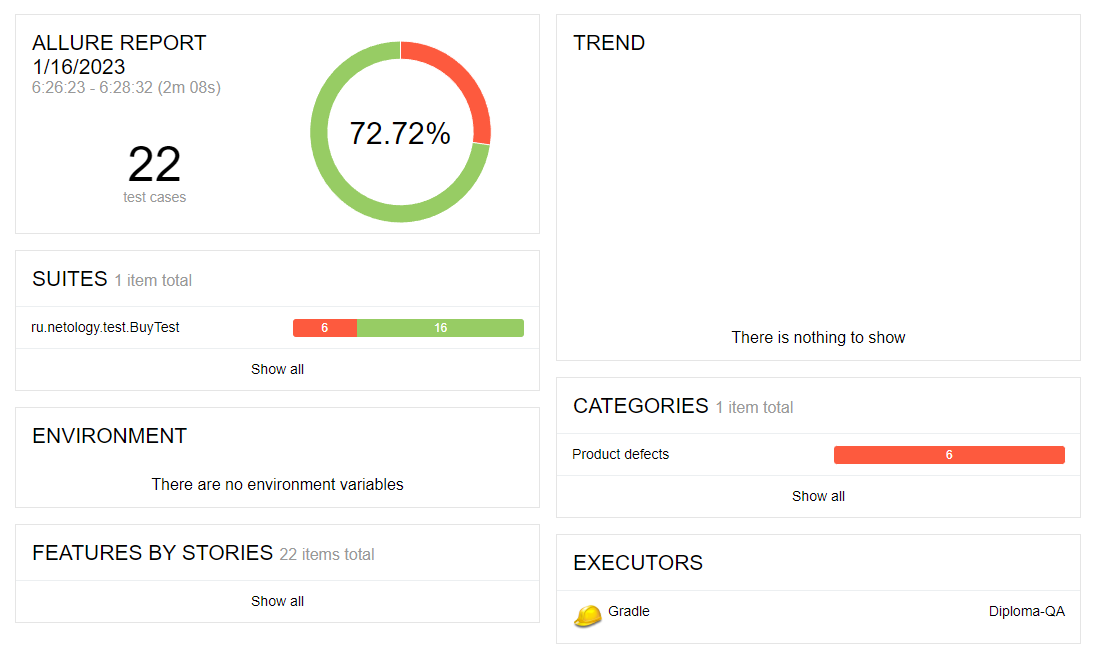 ALLURE REPORT
1/16/2023
6:26:23 - 6:28:32 (2m 08s)
22
test cases
72.72%
SUITES 1 item total
ru.netology.test.BuyTest 6 16
Show all
ENVIRONMENT
There are no environment variables
FEATURES BY STORIES 22 items total
Show all
TREND
There is nothing to show
CATEGORIES 1 item total
Product defects 6
Show all
EXECUTORS
Gradle Diploma-QA